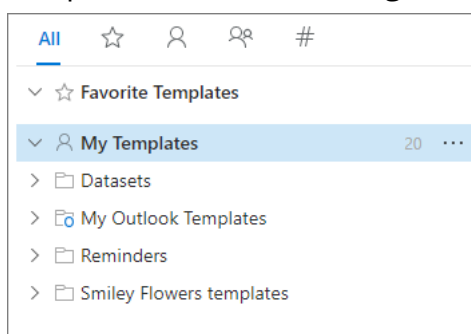 All #
Favorite Templates
My Templates 20 ...
Datasets
My Outlook Templates
Reminders
Smiley Flowers templates